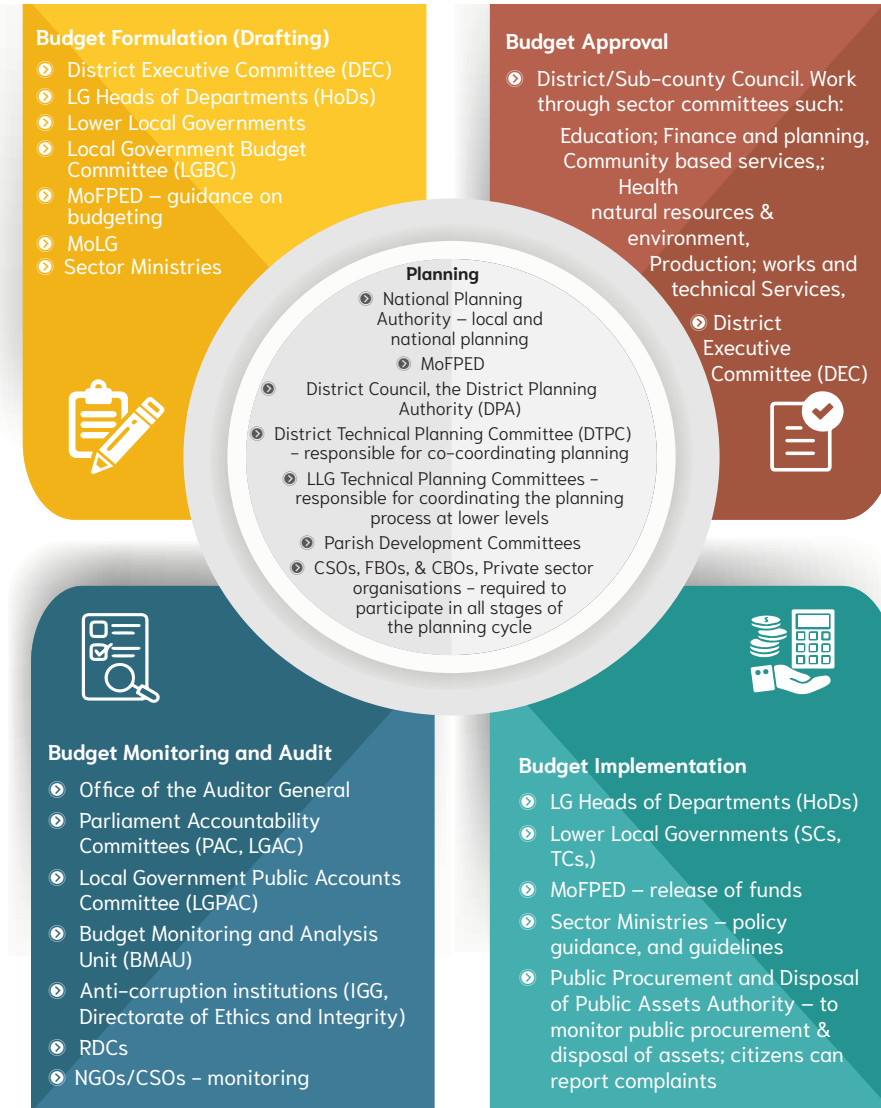 Budget Formulation (Drafting)
District Executive Committee (DEC)
LG Heads of Departments (HoDs)
Lower Local Governments
Local Government Budget
Committee (LGBC)
MoFPED – guidance on
budgeting
MoLG
Sector Ministries
Budget Approval
District/Sub-county Council. Work
through sector committees such:
Education; Finance and planning,
Community based services,;
Health
natural resources &
environment,
Production; works and
technical Services,
District
Executive
Committee (DEC)
Planning
National Planning
Authority – local and
national planning
MoFPED
District Council, the District Planning
Authority (DPA)
District Technical Planning Committee (DTPC)
– responsible for co-coordinating planning
LLG Technical Planning Committees –
responsible for coordinating the planning
process at lower levels
Parish Development Committees
CSOs, FBOs, & CBOs, Private sector
organisations – required to
participate in all stages of
the planning cycle
Budget Monitoring and Audit
Office of the Auditor General
Parliament Accountability
Committees (PAC, LGAC)
Local Government Public Accounts
Committee (LGPAC)
Budget Monitoring and Analysis
Unit (BMAU)
Anti-corruption institutions (IGG,
Directorate of Ethics and Integrity)
RDCs
NGOs/CSOs – monitoring
$
Budget Implementation
LG Heads of Departments (HoDs)
Lower Local Governments (SCs,
TCs,)
MoFPED – release of funds
Sector Ministries – policy
guidance, and guidelines
Public Procurement and Disposal
of Public Assets Authority – to
monitor public procurement &
disposal of assets; citizens can
report complaints